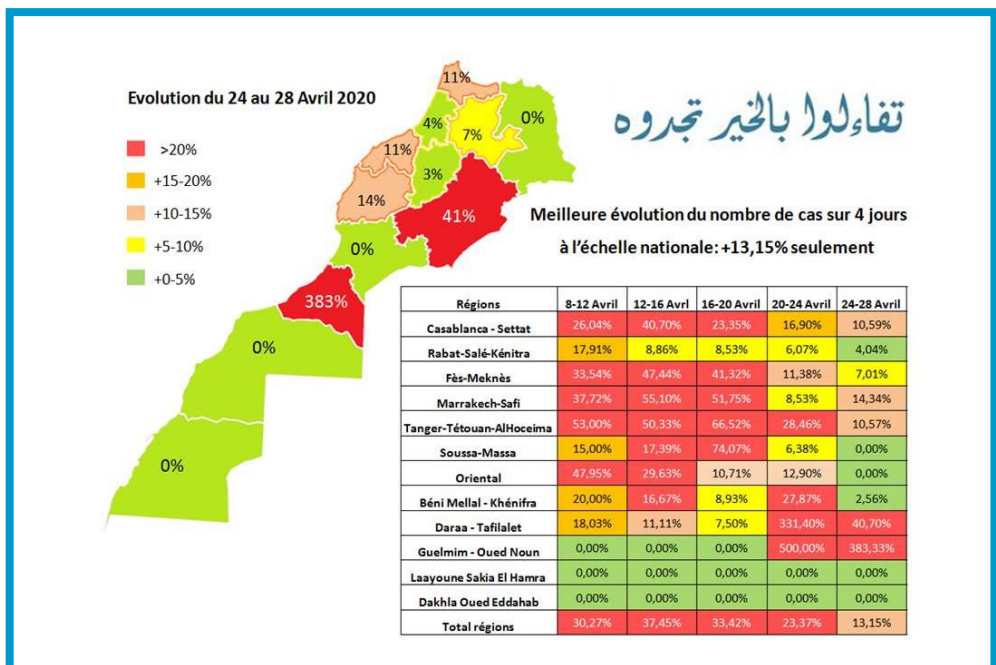 Evolution du 24 au 28 Avril 2020
>20%
+15-20%
+10-15%
+5-10%
+0-5%
11%
4%
7%
0%
11%
3%
14%
41%
0%
383%
0%
0%
تفاءلوا بالخير تجدوه
Meilleure évolution du nombre de cas sur 4 jours
à l’échelle nationale: +13,15% seulement
Régions 8-12 Avril 12-16 Avrl 16-20 Avril 20-24 Avril 24-28 Avril
Casablanca - Settat 26,04% 40,70% 23,35% 16,90% 10,59%
Rabat-Salé-Kénitra 17,91% 8,86% 8,53% 6,07% 4,04%
Fès-Meknès 33,54% 47,44% 41,32% 11,38% 7,01%
Marrakech-Safi 37,72% 55,10% 51,75% 8,53% 14,34%
Tanger-Tétouan-AlHoceima 53,00% 50,33% 66,52% 28,46% 10,57%
Soussa-Massa 15,00% 17,39% 74,07% 6,38% 0,00%
Oriental 47,95% 29,63% 10,71% 12,90% 0,00%
Béni Mellal - Khénifra 20,00% 16,67% 8,93% 27,87% 2,56%
Daraa - Tafilalet 18,03% 11,11% 7,50% 331,40% 40,70%
Guelmim - Oued Noun 0,00% 0,00% 0,00% 500,00% 383,33%
Laayoune Sakia El Hamra 0,00% 0,00% 0,00% 0,00% 0,00%
Dakhla Oued Eddahab 0,00% 0,00% 0,00% 0,00% 0,00%
Total régions 30,27% 37,45% 33,42% 23,37% 13,15%